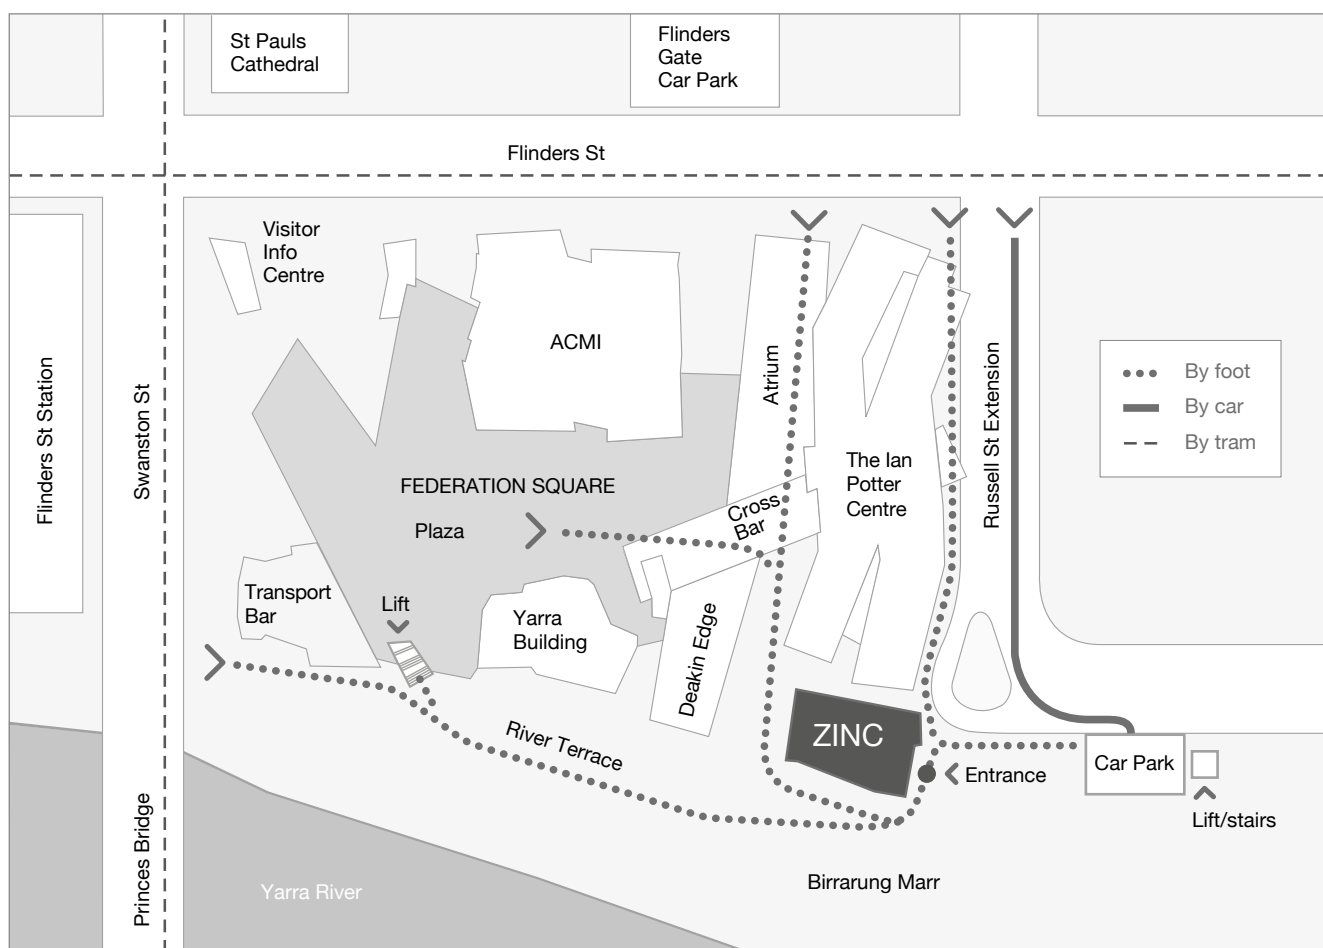 St Pauls
Cathedral
Flinders
Gate
Car Park
Flinders St
Visitor
Info
Centre
ACMI
Atrium
Flinders St Station
Swanston St
Russell St Extension
By foot
By car
By tram
FEDERATION SQUARE
Plaza
Cross
Bar
The Ian
Potter
Centre
Transport
Bar
Lift
Yarra
Building
Deakin Edge
River Terrace
ZINC
Entrance
Car Park
Lift/stairs
Princes Bridge
Yarra River
Birrarung Marr